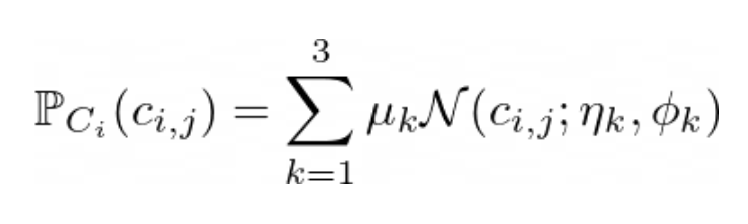 $\mathbb{P}_{C_i}(c_{i,j}) = \sum_{k=1}^{3} \mu_k \mathcal{N}(c_{i,j}; \eta_k, \phi_k)$